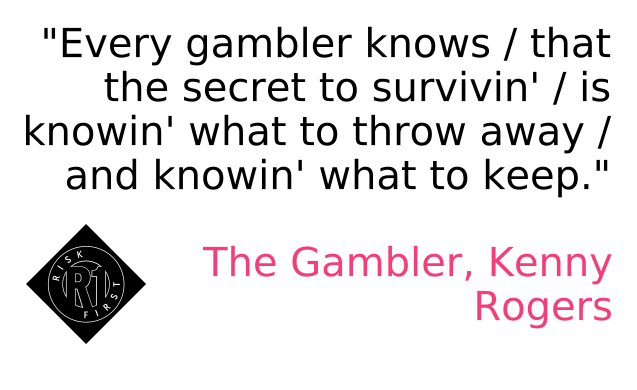 "Every gambler knows / that
the secret to survivin' / is
knowin' what to throw away /
and knowin' what to keep."
RISK
R1
FIRST
The Gambler, Kenny
Rogers